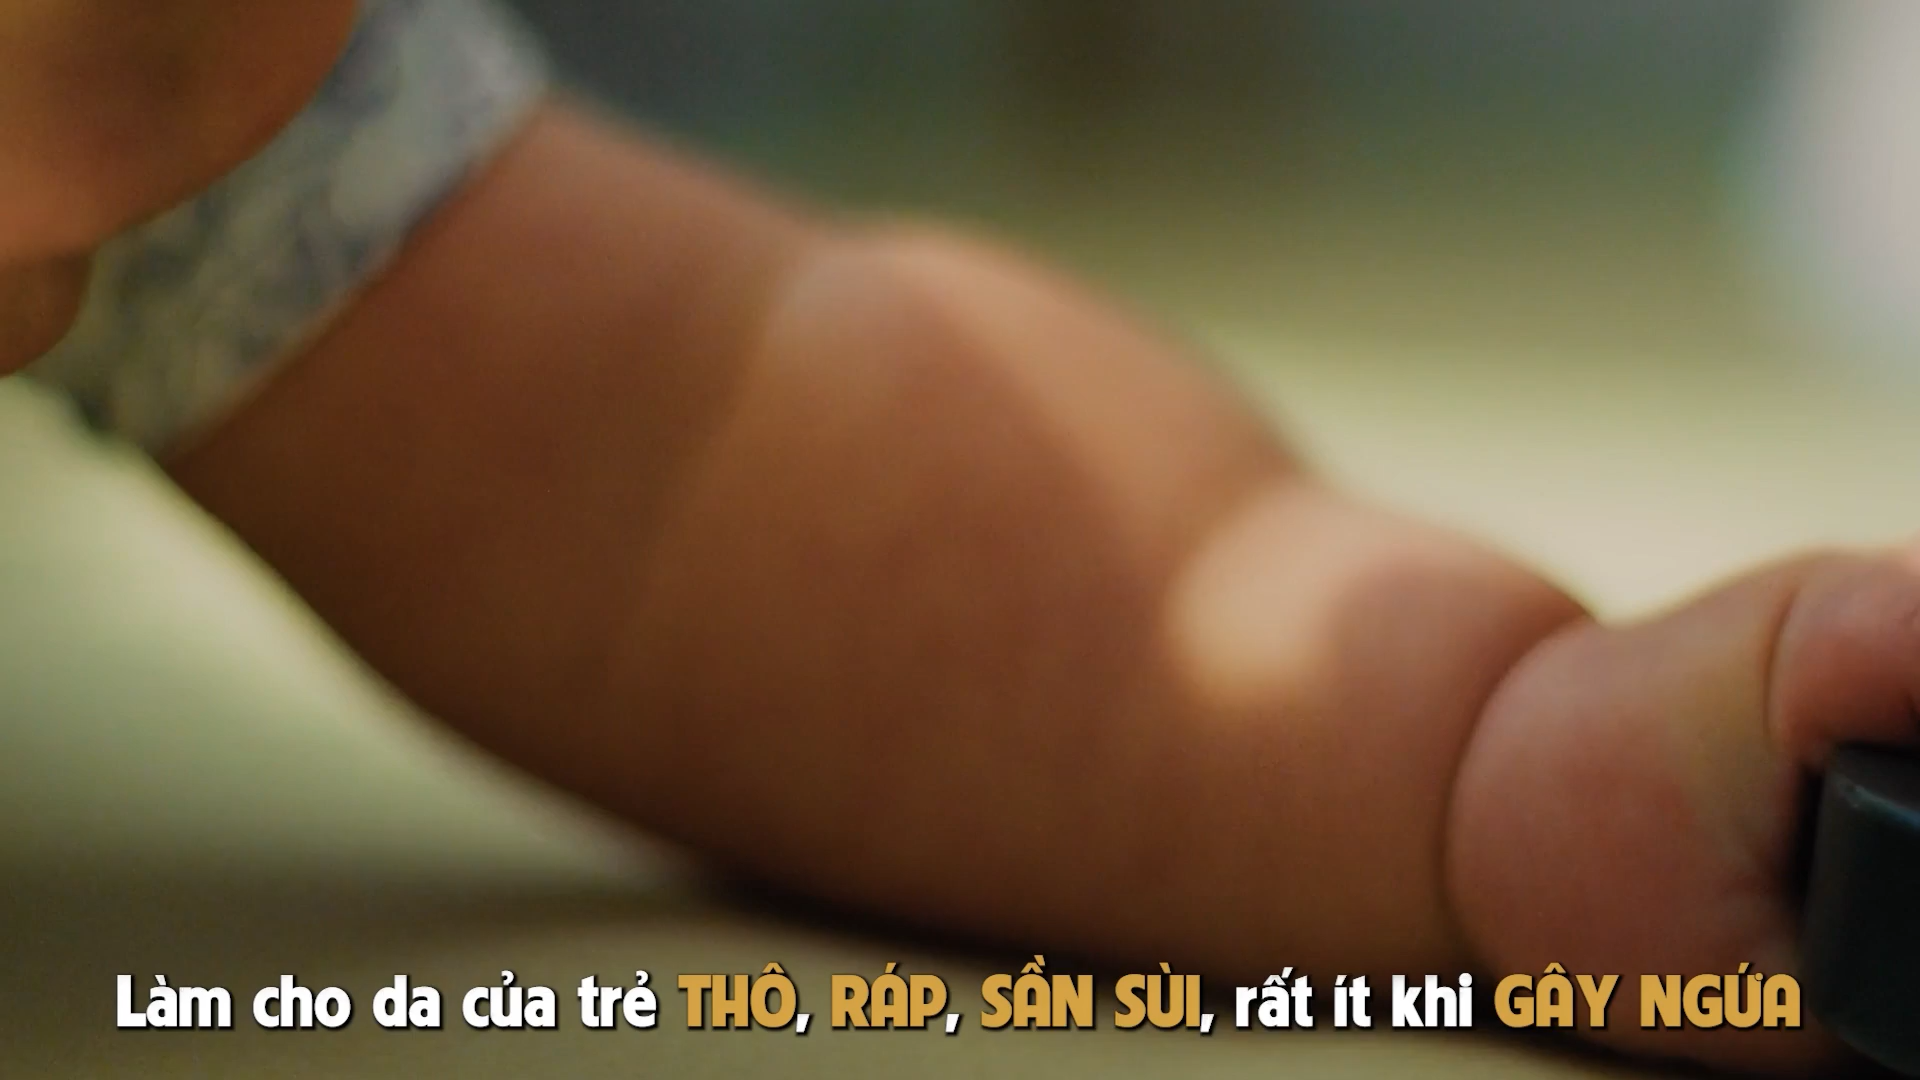 Làm cho da của trẻ THÔ, RÁP, SẦN SÙI, rất ít khi GÂY NGỨA